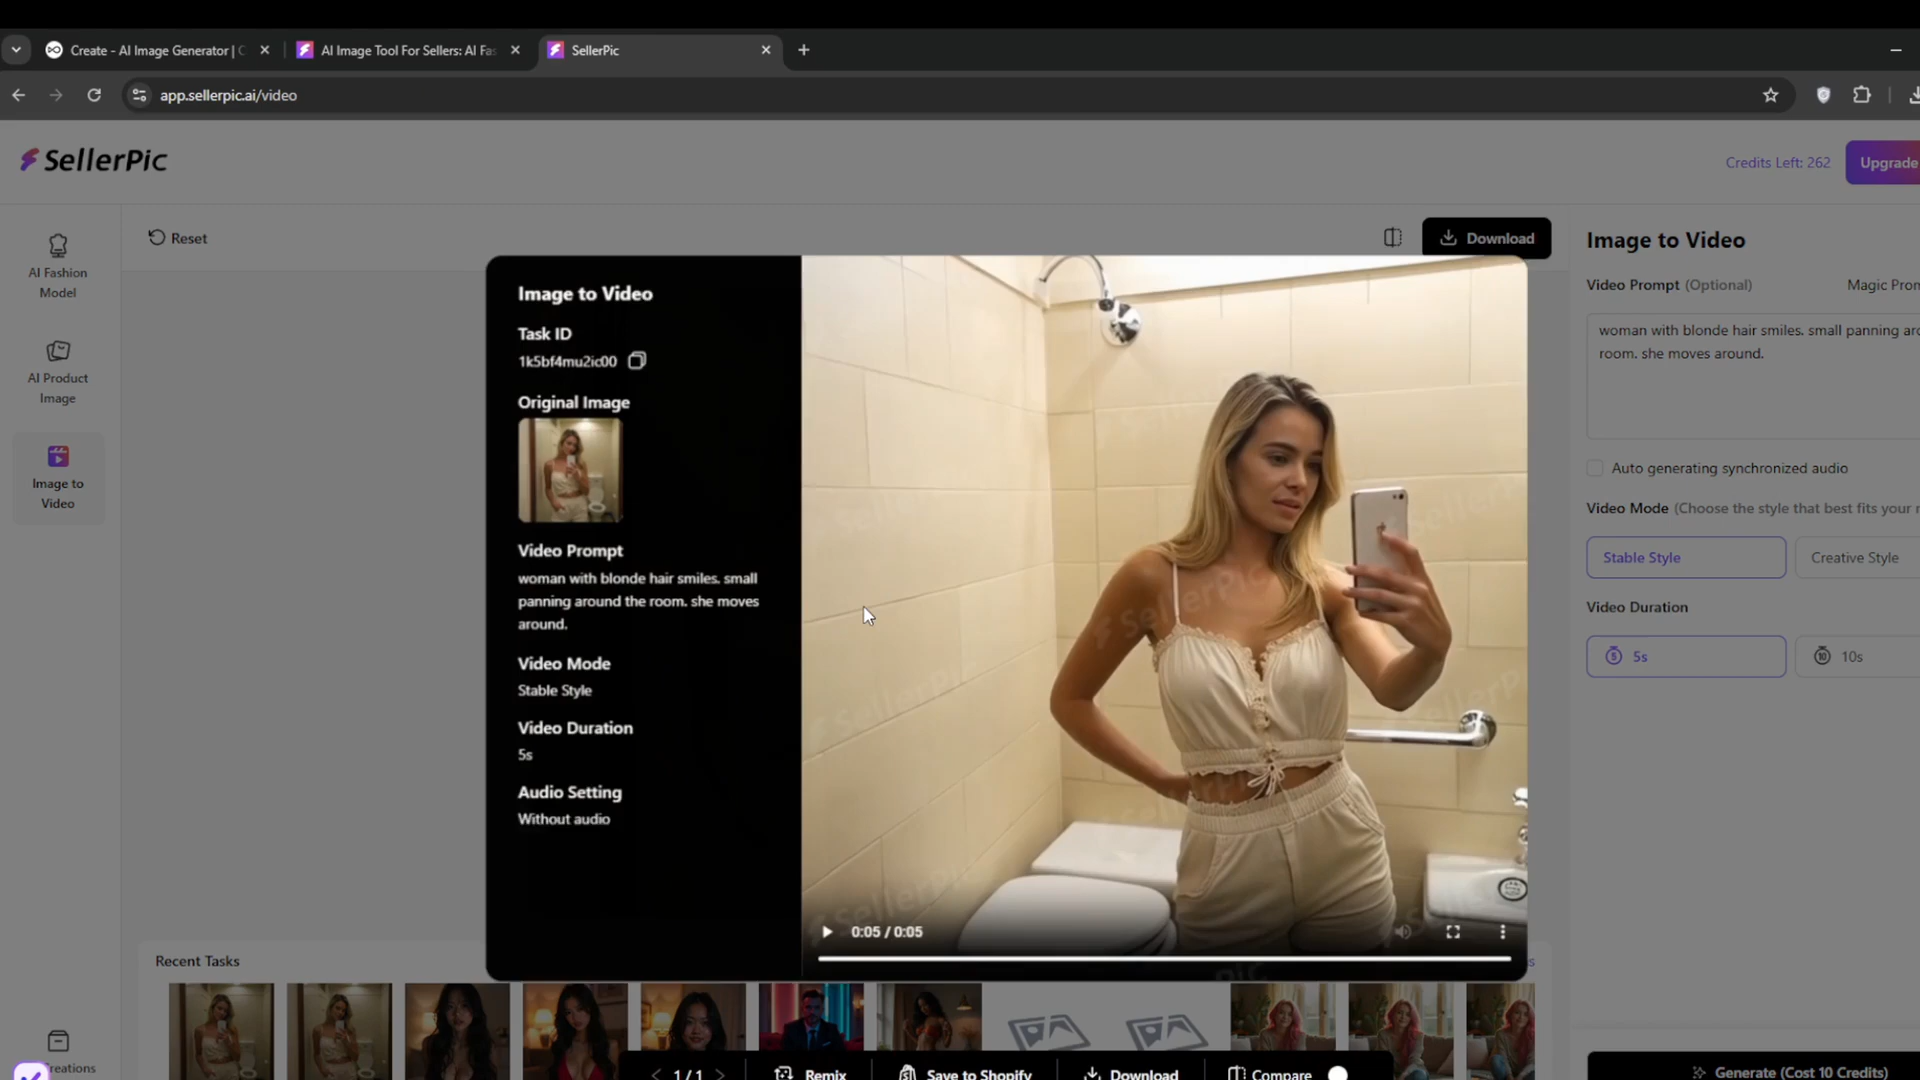 Create - AI Image Generator | C
AI Image Tool For Sellers: AI Fas
SellerPic
app.sellerpic.ai/video
SellerPic
Credits Left: 262
Upgrade
AI Fashion
Model
AI Product
Image
Image to
Video
Reset
Download
Image to Video
Task ID
1k5bf4mu2ic00
Original Image
Video Prompt
woman with blonde hair smiles. small
panning around the room. she moves
around.
Video Mode
Stable Style
Video Duration
5s
Audio Setting
Without audio
SellerPic
0:05 / 0:05
Image to Video
Video Prompt (Optional)
Magic Prom
woman with blonde hair smiles. small panning aro
room. she moves around.
Auto generating synchronized audio
Video Mode (Choose the style that best fits your n
Stable Style
Creative Style
Video Duration
5s
10s
Recent Tasks
1 / 1
Remix
Save to Shopify
Download
Compare
Generate (Cost 10 Credits)